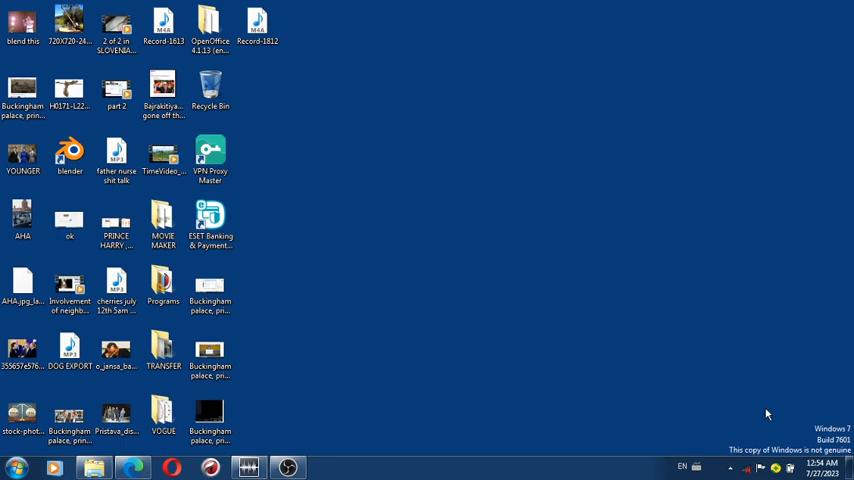 blend this
720X720-24...
2 of 2 in
SLOVENIA...
M4A
Record-1613
OpenOffice
4.1.13 (en...
M4A
Record-1812
Buckingham
palace, prin...
H0171-L22...
part 2
Bajrakitiya...
gone off th...
Recycle Bin
YOUNGER
blender
MP3
father nurse
shit talk
TimeVideo_...
VPN Proxy
Master
AHA
ok
PRINCE
HARRY , ...
MOVIE
MAKER
ESET Banking
& Payment...
AHA.jpg_la...
Involvement
of neighb...
MP3
cherries july
12th 5am ...
Programs
Buckingham
palace, pri...
355657e576...
MP3
DOG EXPORT
o_jansa_ba...
TRANSFER
Buckingham
palace, pri...
stock-phot...
Buckingham
palace, prin...
Pristava_dis...
VOGUE
Buckingham
palace, pri...
Windows 7
Build 7601
This copy of Windows is not genuine
EN
12:54 AM
7/27/2023